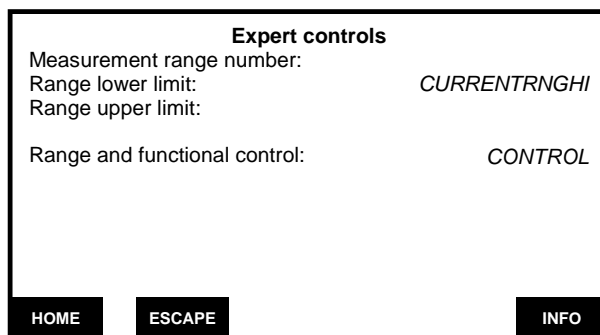 Expert controls
Measurement range number:
Range lower limit: CURRENTRNGHI
Range upper limit:
Range and functional control: CONTROL
HOME ESCAPE INFO